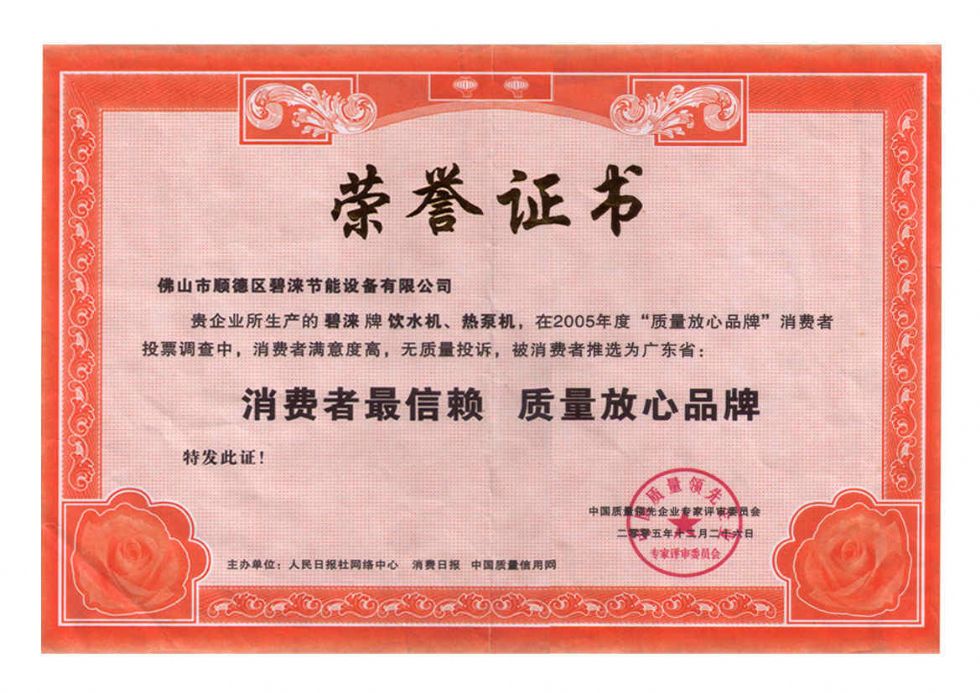 荣誉证书
佛山市顺德区碧涞节能设备有限公司
贵企业所生产的 碧涞 牌 饮水机、热泵机，在2005年度“质量放心品牌”消费者
投票调查中，消费者满意度高，无质量投诉，被消费者推选为广东省：
消费者最信赖 质量放心品牌
特发此证！
中国质量领先企业专家评审委员会
二零零五年十二月二十六日
专家评审委员会
主办单位：人民日报社网络中心 消费日报 中国质量信用网